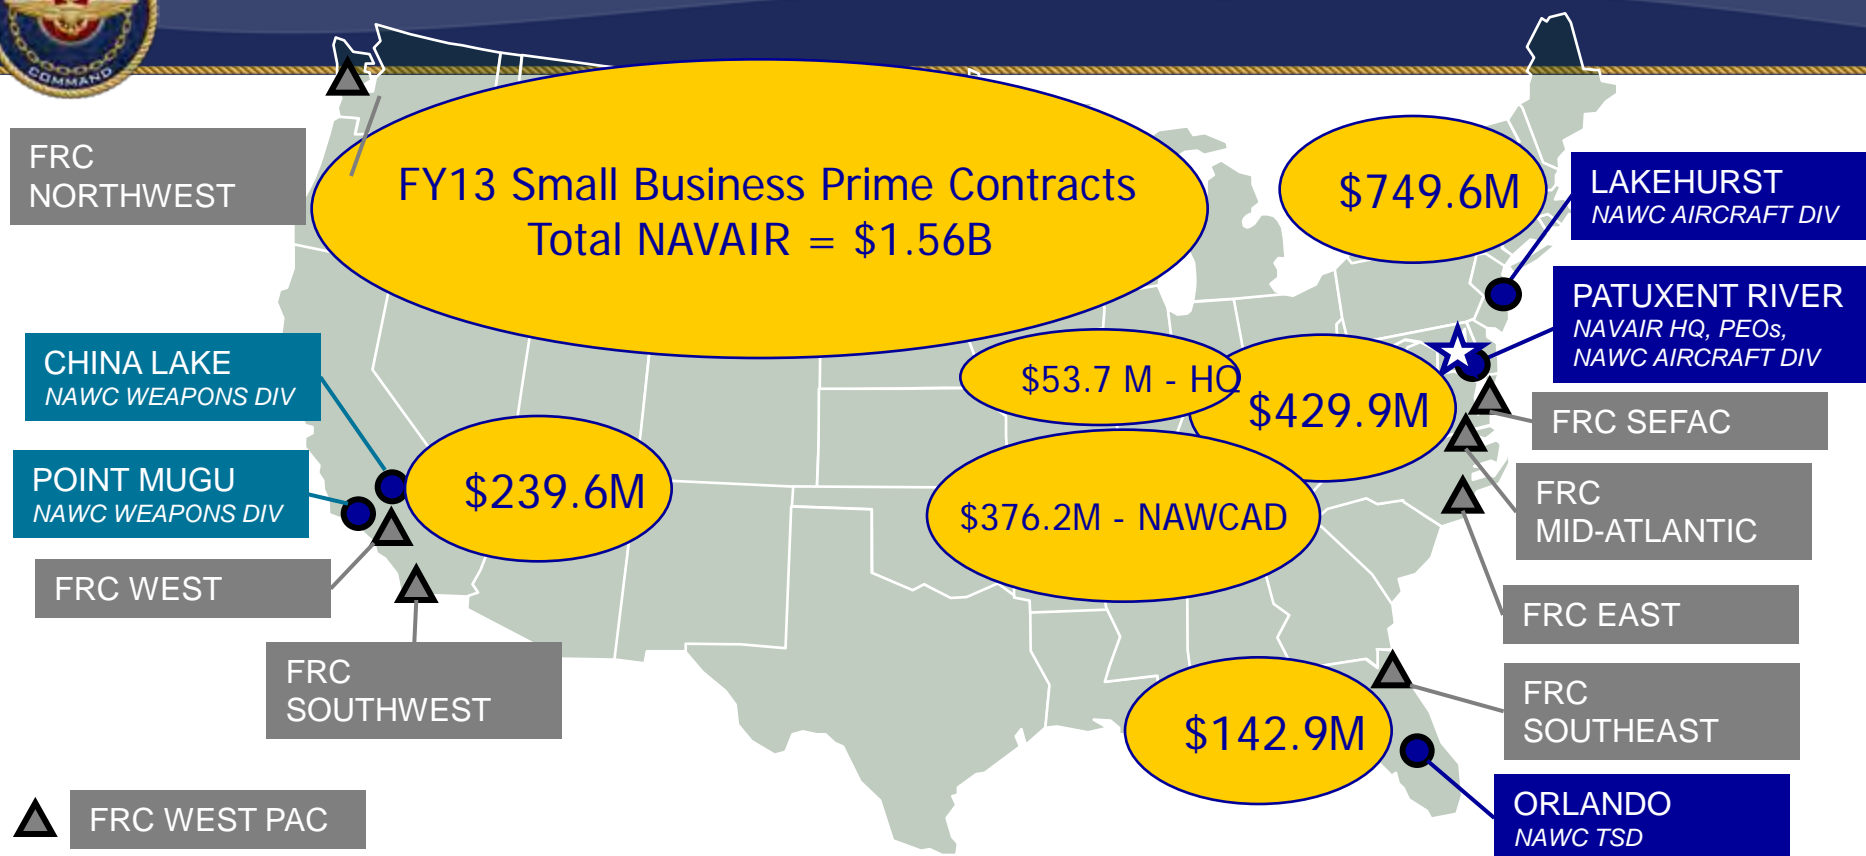 COMMAND
FRC
NORTHWEST
FY13 Small Business Prime Contracts
Total NAVAIR = $1.56B
$749.6M
LAKEHURST
NAWC AIRCRAFT DIV
PATUXENT RIVER
NAVAIR HQ, PEOs,
NAWC AIRCRAFT DIV
CHINA LAKE
NAWC WEAPONS DIV
$53.7 M - HQ
$429.9M
FRC SEFAC
POINT MUGU
NAWC WEAPONS DIV
$239.6M
$376.2M - NAWCAD
FRC
MID-ATLANTIC
FRC WEST
FRC EAST
FRC
SOUTHWEST
FRC
SOUTHEAST
$142.9M
FRC WEST PAC
ORLANDO
NAWC TSD